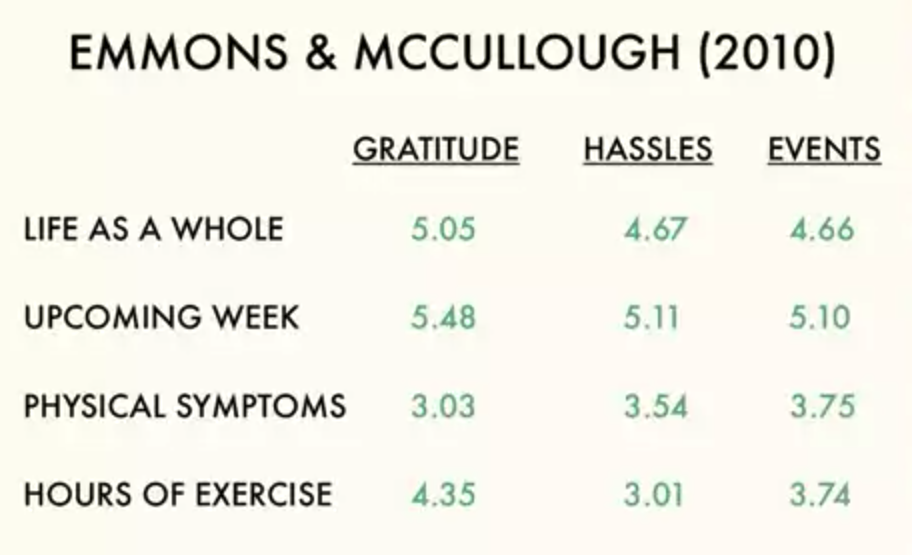 EMMONS & MCCULLOUGH (2010)
GRATITUDE HASSLES EVENTS
LIFE AS A WHOLE 5.05 4.67 4.66
UPCOMING WEEK 5.48 5.11 5.10
PHYSICAL SYMPTOMS 3.03 3.54 3.75
HOURS OF EXERCISE 4.35 3.01 3.74